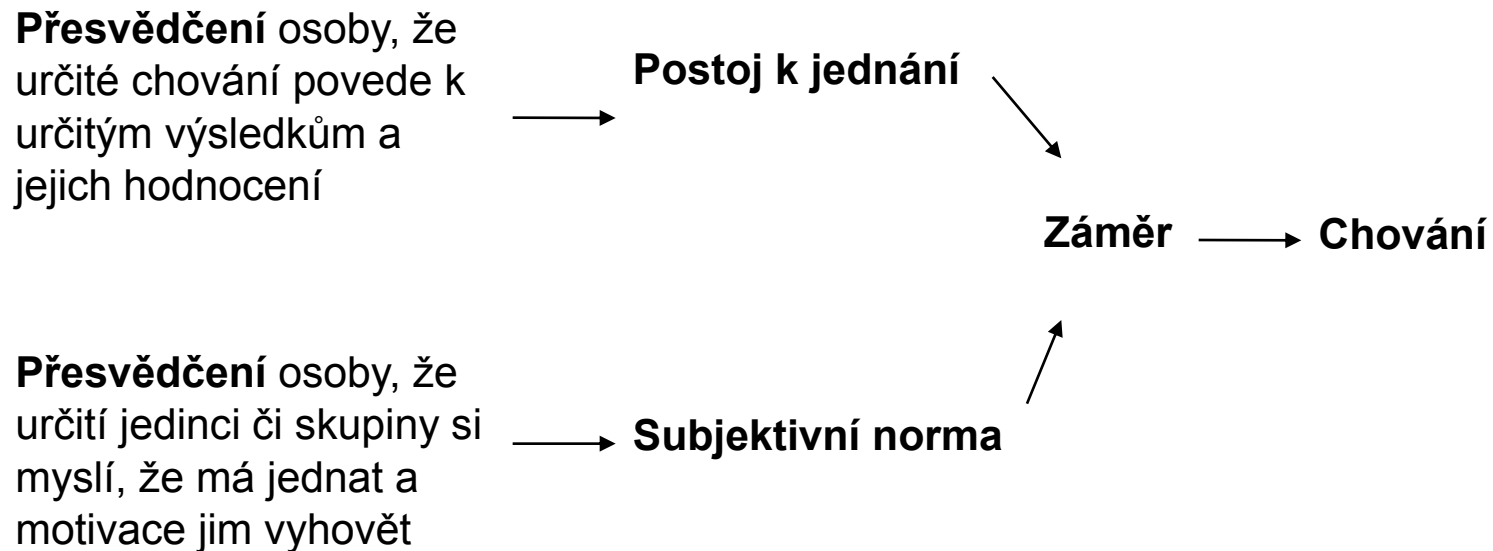 Přesvědčení osoby, že
určité chování povede k
určitým výsledkům a
jejich hodnocení
Postoj k jednání
Záměr
Chování
Přesvědčení osoby, že
určití jedinci či skupiny si
myslí, že má jednat a
motivace jim vyhovět
Subjektivní norma